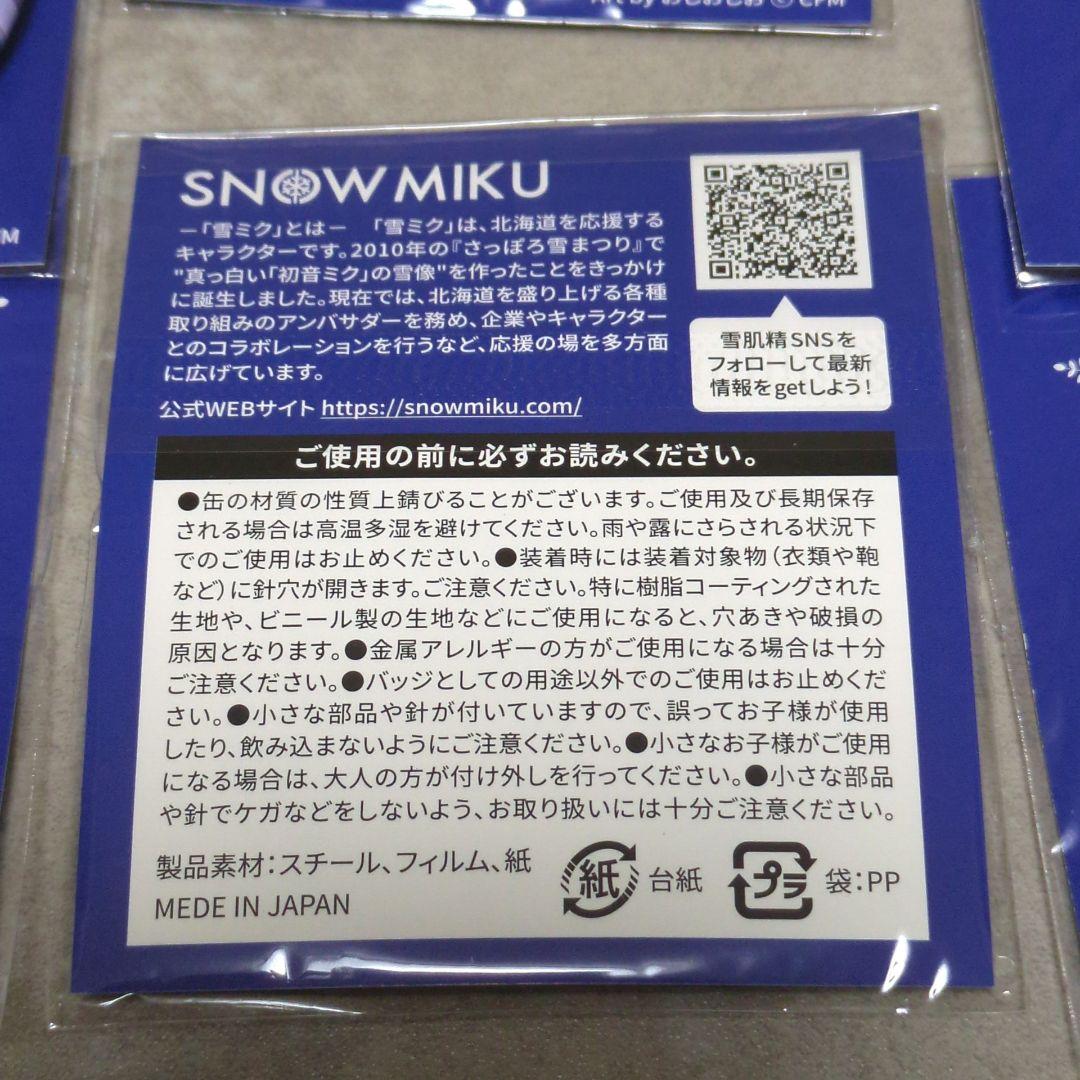 Art by おしおしお © CFM
SNOW MIKU
－「雪ミク」とは－ 「雪ミク」は、北海道を応援する
キャラクターです。2010年の『さっぽろ雪まつり』で
"真っ白い「初音ミク」の雪像"を作ったことをきっかけ
に誕生しました。現在では、北海道を盛り上げる各種
取り組みのアンバサダーを務め、企業やキャラクター
とのコラボレーションを行うなど、応援の場を多方面
に広げています。
公式WEBサイト https://snowmiku.com/
雪肌精SNSを
フォローして最新
情報をgetしよう!
ご使用の前に必ずお読みください。
●缶の材質の性質上錆びることがございます。ご使用及び長期保存
される場合は高温多湿を避けてください。雨や露にさらされる状況下
でのご使用はお止めください。●装着時には装着対象物(衣類や鞄
など)に針穴が開きます。ご注意ください。特に樹脂コーティングされた
生地や、ビニール製の生地などにご使用になると、穴あきや破損の
原因となります。●金属アレルギーの方がご使用になる場合は十分
ご注意ください。●バッジとしての用途以外でのご使用はお止めくだ
さい。●小さな部品や針が付いていますので、誤ってお子様が使用
したり、飲み込まないようにご注意ください。●小さなお子様がご使用
になる場合は、大人の方が付け外しを行ってください。●小さな部品
や針でケガなどをしないよう、お取り扱いには十分ご注意ください。
製品素材:スチール、フィルム、紙
MEDE IN JAPAN
紙 台紙
プラ 袋:PP